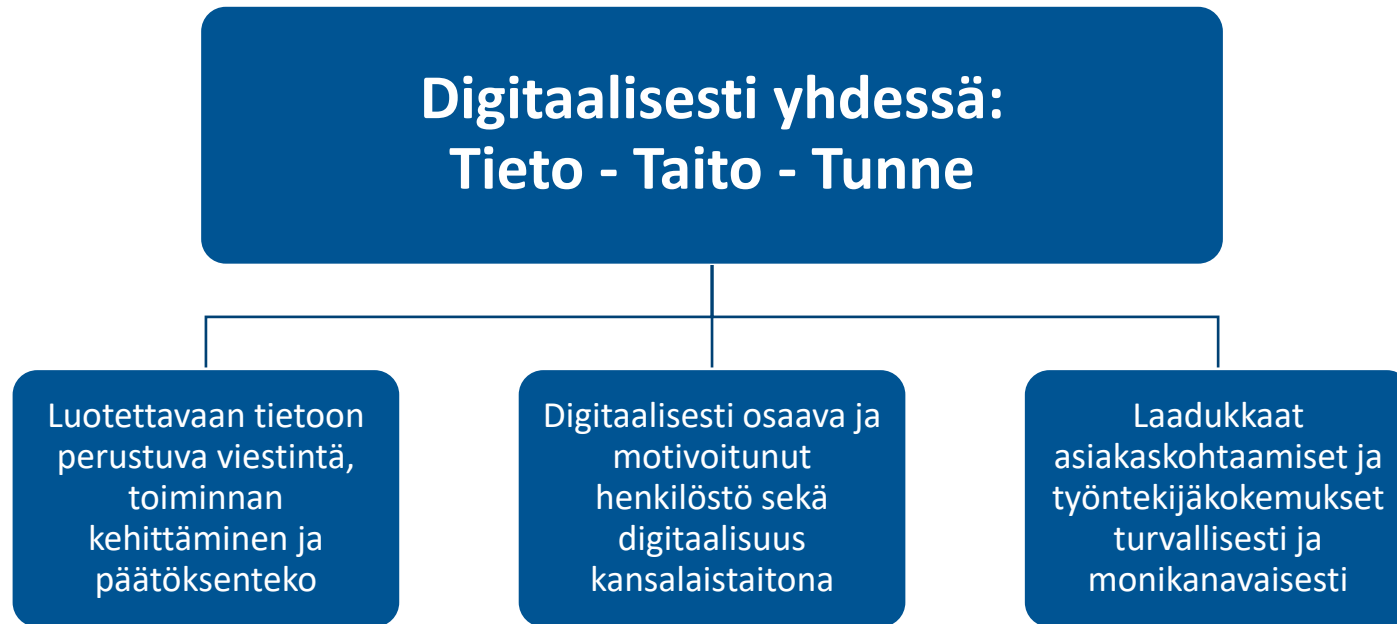 Digitaalisesti yhdessä:
Tieto - Taito - Tunne
Luotettavaan tietoon
perustuva viestintä,
toiminnan
kehittäminen ja
päätöksenteko
Digitaalisesti osaava ja
motivoitunut
henkilöstö sekä
digitaalisuus
kansalaistaitona
Laadukkaat
asiakaskohtaamiset ja
työntekijäkokemukset
turvallisesti ja
monikanavaisesti